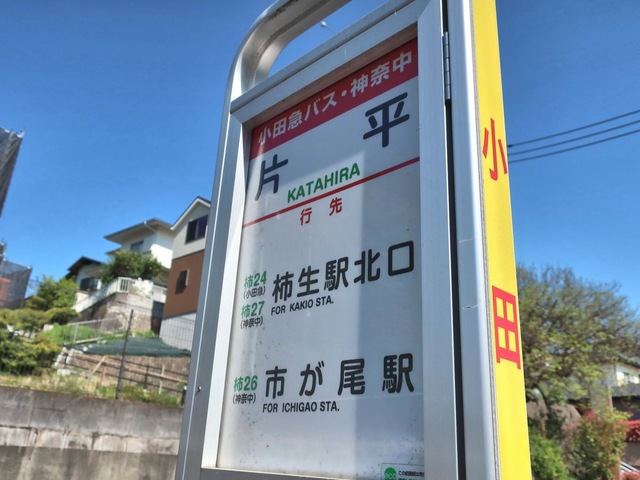 小田急バス・神奈中
片平
KATAHIRA
行先
柿24
(小田急)
柿27
(神奈中)
柿生駅北口
FOR KAKIO STA.
柿26
(神奈中)
市が尾駅
FOR ICHIGAO STA.
小田